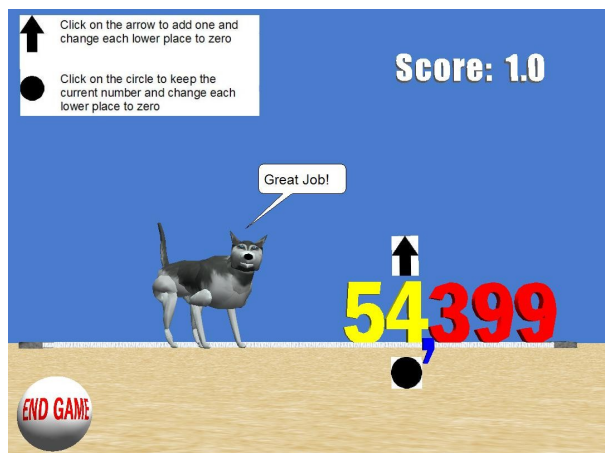 Click on the arrow to add one and
change each lower place to zero
Click on the circle to keep the
current number and change each
lower place to zero
Score: 1.0
Great Job!
54,399
END GAME